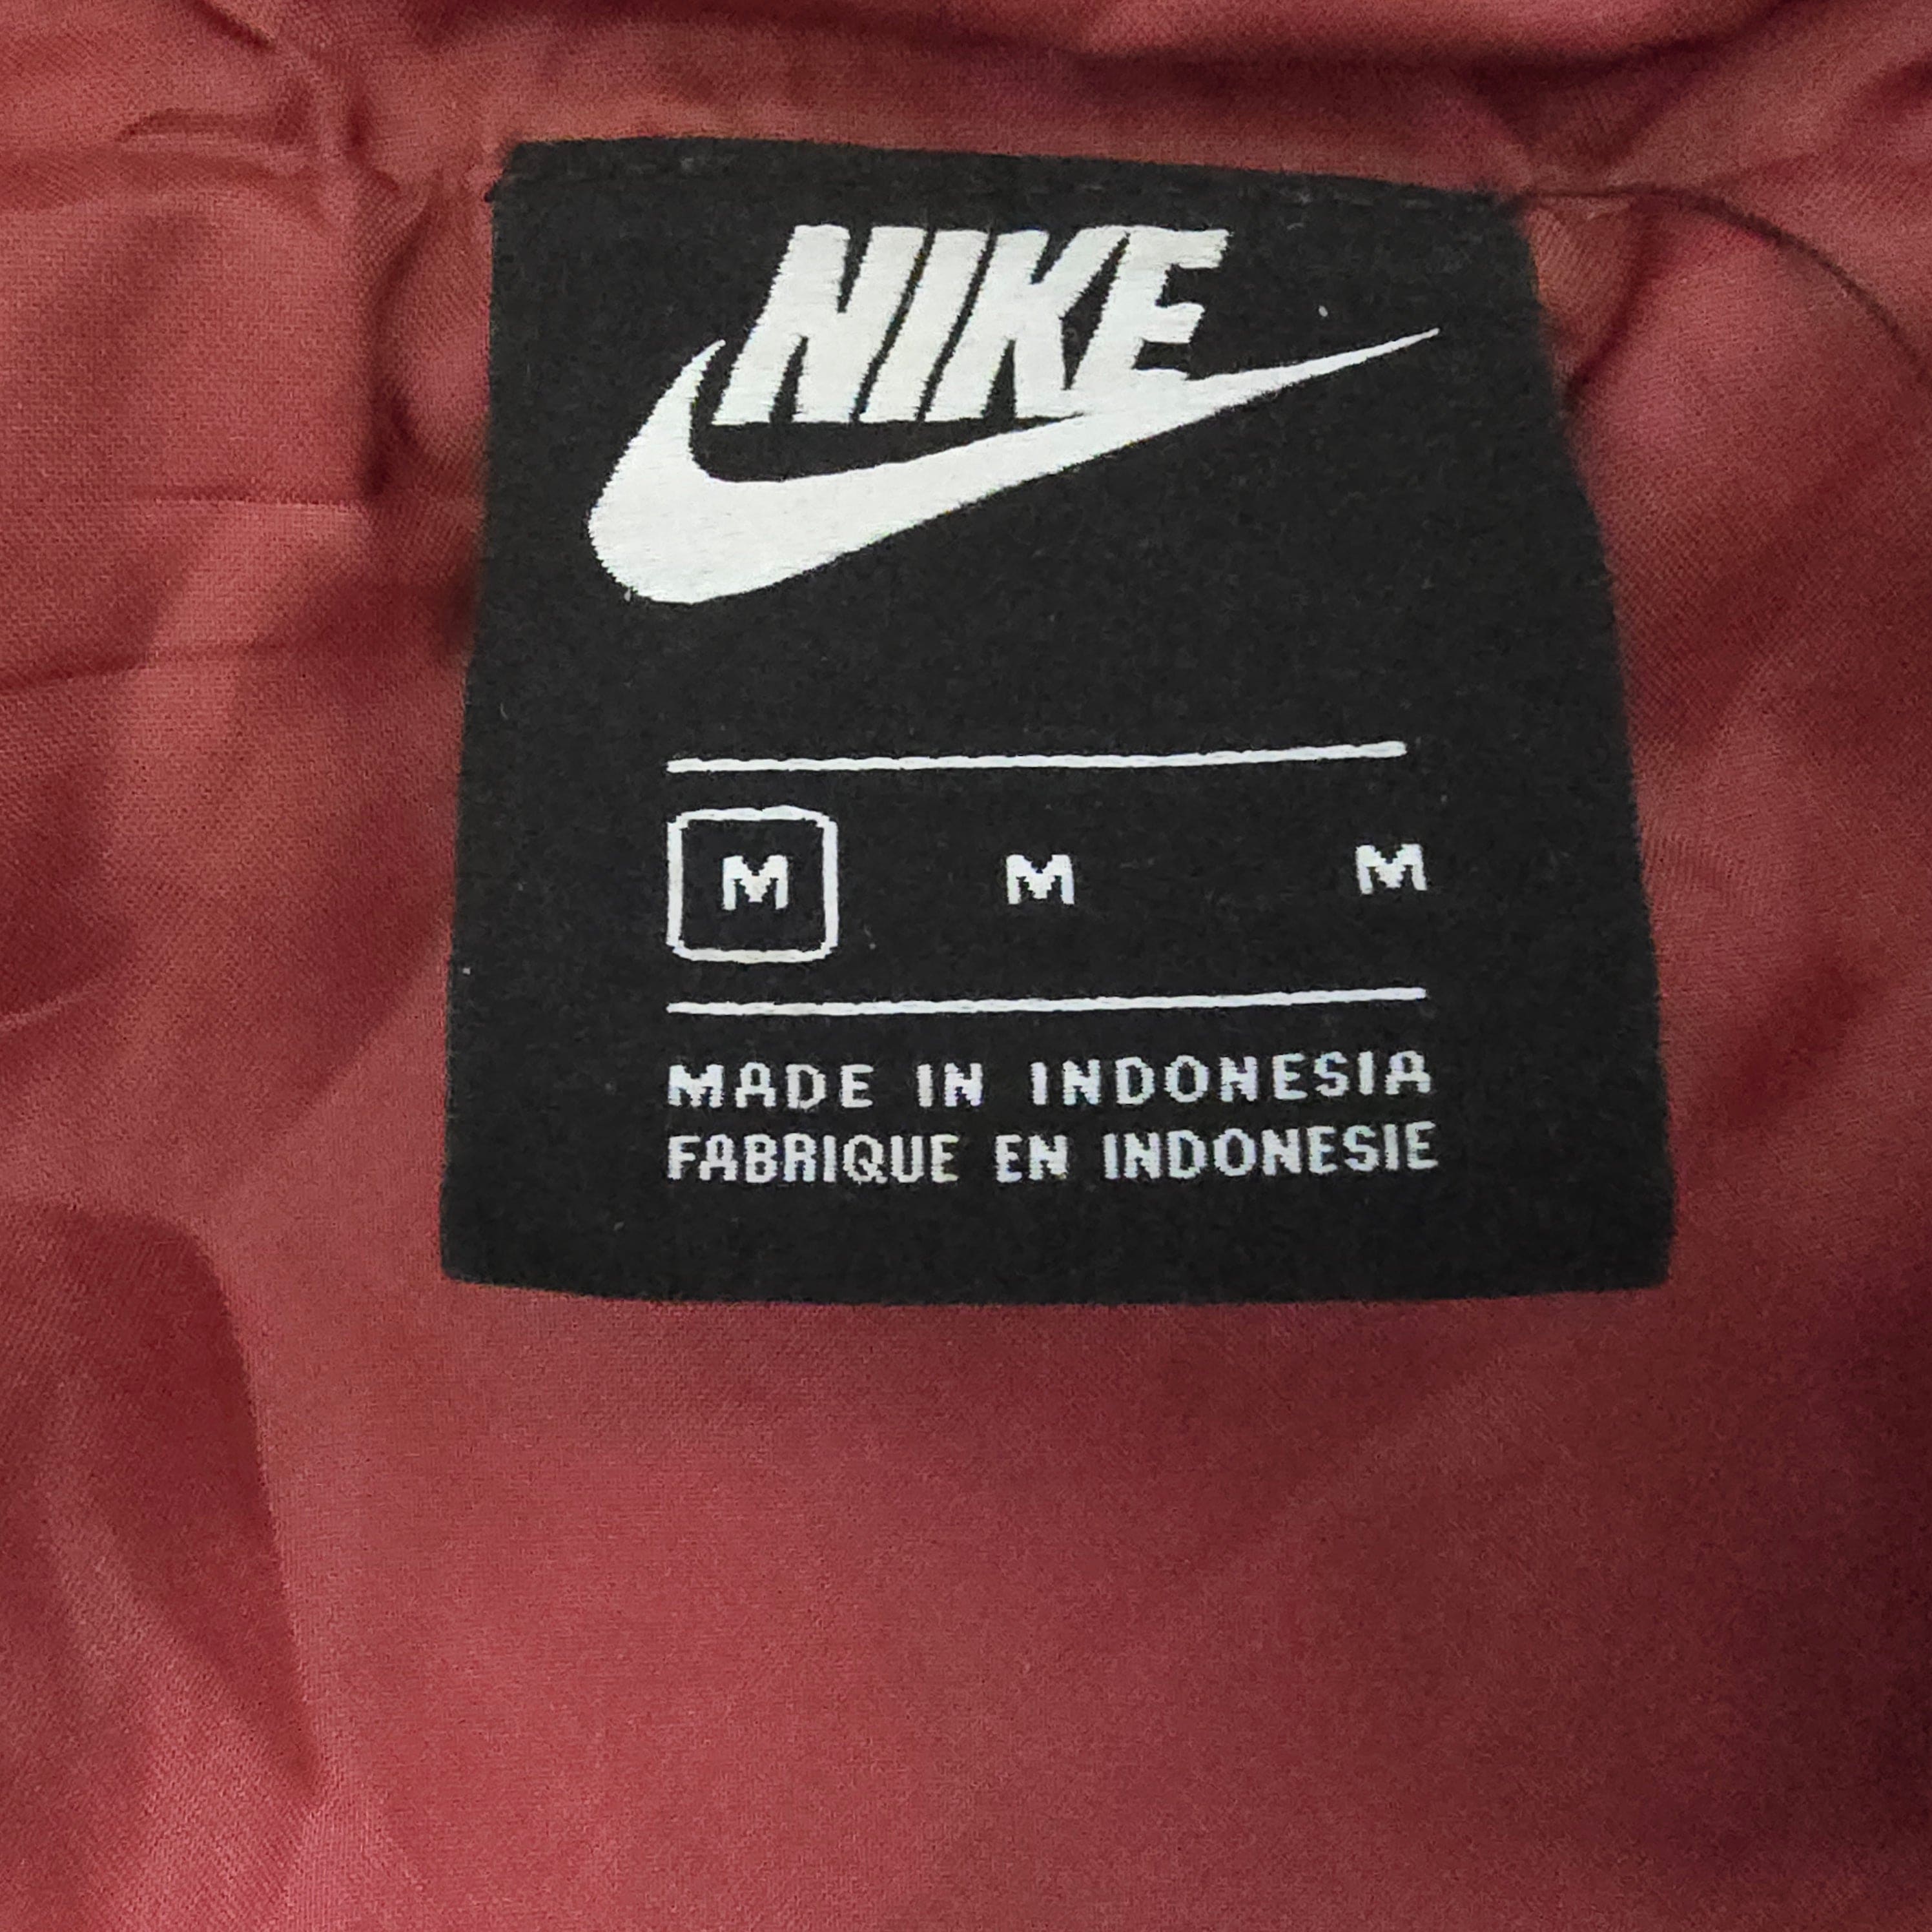 NIKE
M M M
MADE IN INDONESIA
FABRIQUE EN INDONESIE